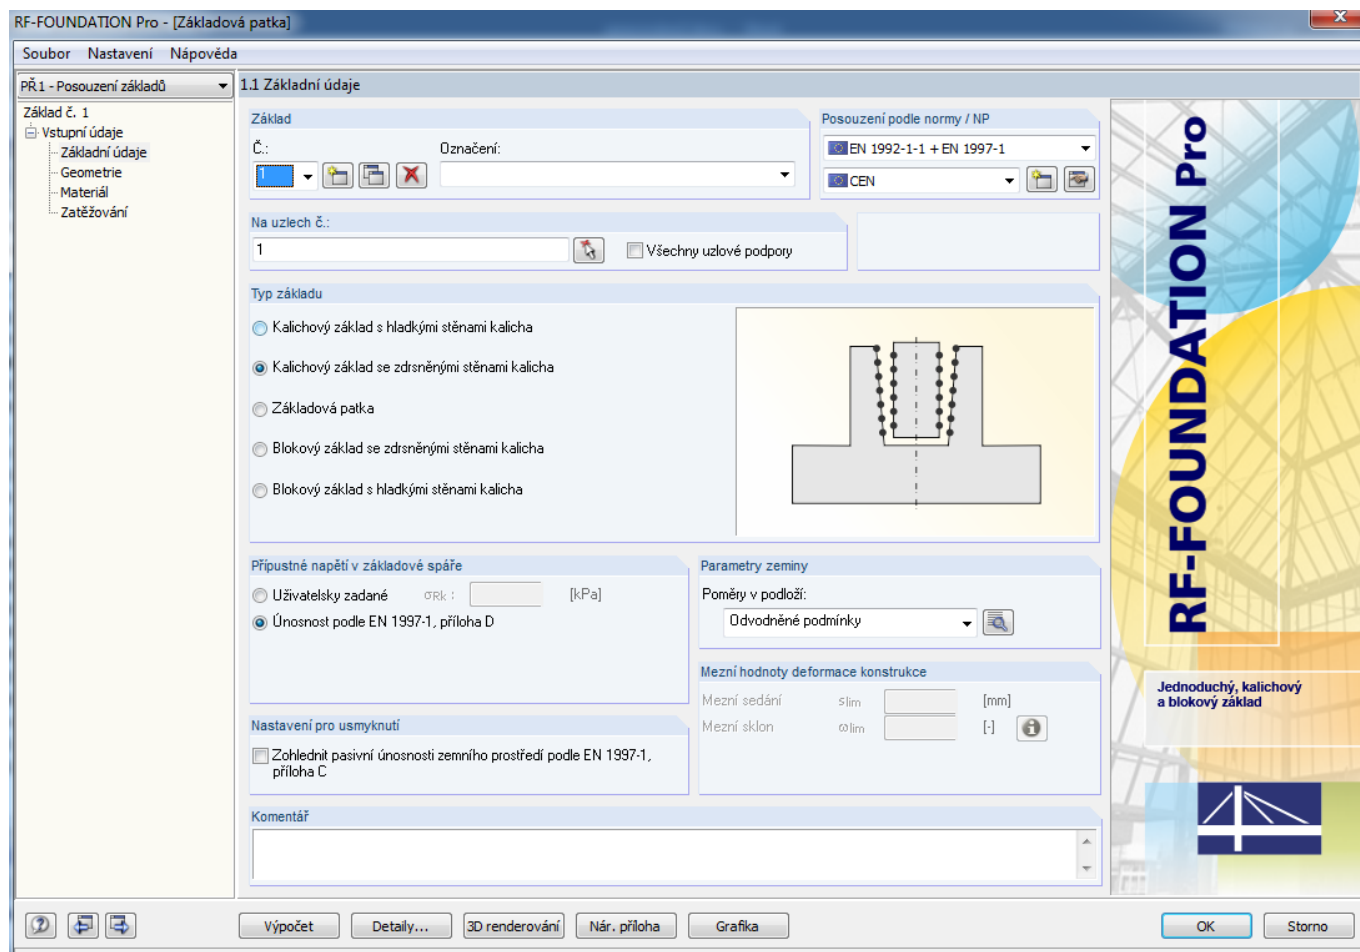 RF-FOUNDATION Pro - [Základová patka]
Soubor Nastavení Nápověda
PŘ1 - Posouzení základů
1.1 Základní údaje
Základ č. 1
Vstupní údaje
Základní údaje
Geometrie
Materiál
Zatěžování
Základ
Č.:
Označení:
1
Posouzení podle normy / NP
EN 1992-1-1 + EN 1997-1
CEN
Na uzlech č.:
1
Všechny uzlové podpory
Typ základu
Kalichový základ s hladkými stěnami kalicha
Kalichový základ se zdrsněnými stěnami kalicha
Základová patka
Blokový základ se zdrsněnými stěnami kalicha
Blokový základ s hladkými stěnami kalicha
Přípustné napětí v základové spáře
Uživatelsky zadané σRk : [kPa]
Únosnost podle EN 1997-1, příloha D
Parametry zeminy
Poměry v podloží:
Odvodněné podmínky
Mezní hodnoty deformace konstrukce
Mezní sedání slim [mm]
Mezní sklon ωlim [-]
Nastavení pro usmyknutí
Zohlednit pasivní únosnosti zemního prostředí podle EN 1997-1,
příloha C
Komentář
RF-FOUNDATION Pro
Jednoduchý, kalichový
a blokový základ
Výpočet
Detaily...
3D renderování
Nár. příloha
Grafika
OK
Storno